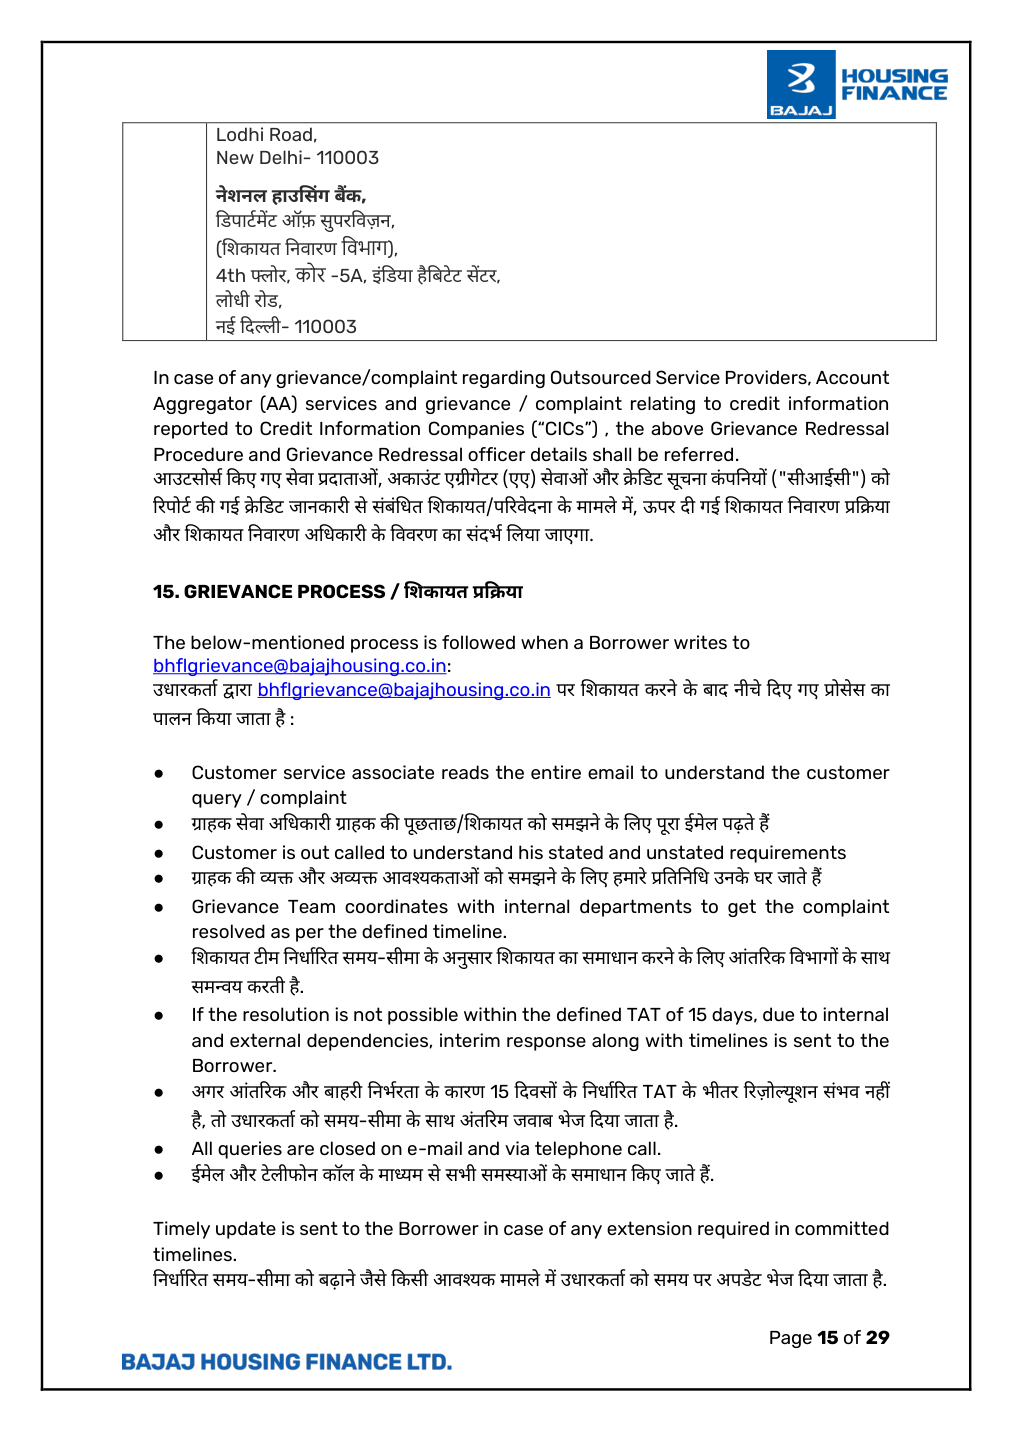 HOUSING
FINANCE
BAJAJ
Lodhi Road,
New Delhi- 110003
नेशनल हाउसिंग बैंक,
डिपार्टमेंट ऑफ़ सुपरविज़न,
(शिकायत निवारण विभाग),
4th फ्लोर, कोर -5A, इंडिया हैबिटेट सेंटर,
लोधी रोड,
नई दिल्ली- 110003
In case of any grievance/complaint regarding Outsourced Service Providers, Account
Aggregator (AA) services and grievance / complaint relating to credit information
reported to Credit Information Companies (“CICs”) , the above Grievance Redressal
Procedure and Grievance Redressal officer details shall be referred.
आउटसोर्स किए गए सेवा प्रदाताओं, अकाउंट एग्रीगेटर (एए) सेवाओं और क्रेडिट सूचना कंपनियों ("सीआईसी") को
रिपोर्ट की गई क्रेडिट जानकारी से संबंधित शिकायत/परिवेदना के मामले में, ऊपर दी गई शिकायत निवारण प्रक्रिया
और शिकायत निवारण अधिकारी के विवरण का संदर्भ लिया जाएगा.
15. GRIEVANCE PROCESS / शिकायत प्रक्रिया
The below-mentioned process is followed when a Borrower writes to
bhflgrievance@bajajhousing.co.in:
उधारकर्ता द्वारा bhflgrievance@bajajhousing.co.in पर शिकायत करने के बाद नीचे दिए गए प्रोसेस का
पालन किया जाता है :
● Customer service associate reads the entire email to understand the customer
query / complaint
● ग्राहक सेवा अधिकारी ग्राहक की पूछताछ/शिकायत को समझने के लिए पूरा ईमेल पढ़ते हैं
● Customer is out called to understand his stated and unstated requirements
● ग्राहक की व्यक्त और अव्यक्त आवश्यकताओं को समझने के लिए हमारे प्रतिनिधि उनके घर जाते हैं
● Grievance Team coordinates with internal departments to get the complaint
resolved as per the defined timeline.
● शिकायत टीम निर्धारित समय-सीमा के अनुसार शिकायत का समाधान करने के लिए आंतरिक विभागों के साथ
समन्वय करती है.
● If the resolution is not possible within the defined TAT of 15 days, due to internal
and external dependencies, interim response along with timelines is sent to the
Borrower.
● अगर आंतरिक और बाहरी निर्भरता के कारण 15 दिवसों के निर्धारित TAT के भीतर रिज़ोल्यूशन संभव नहीं
है, तो उधारकर्ता को समय-सीमा के साथ अंतरिम जवाब भेज दिया जाता है.
● All queries are closed on e-mail and via telephone call.
● ईमेल और टेलीफोन कॉल के माध्यम से सभी समस्याओं के समाधान किए जाते हैं.
Timely update is sent to the Borrower in case of any extension required in committed
timelines.
निर्धारित समय-सीमा को बढ़ाने जैसे किसी आवश्यक मामले में उधारकर्ता को समय पर अपडेट भेज दिया जाता है.
Page 15 of 29
BAJAJ HOUSING FINANCE LTD.